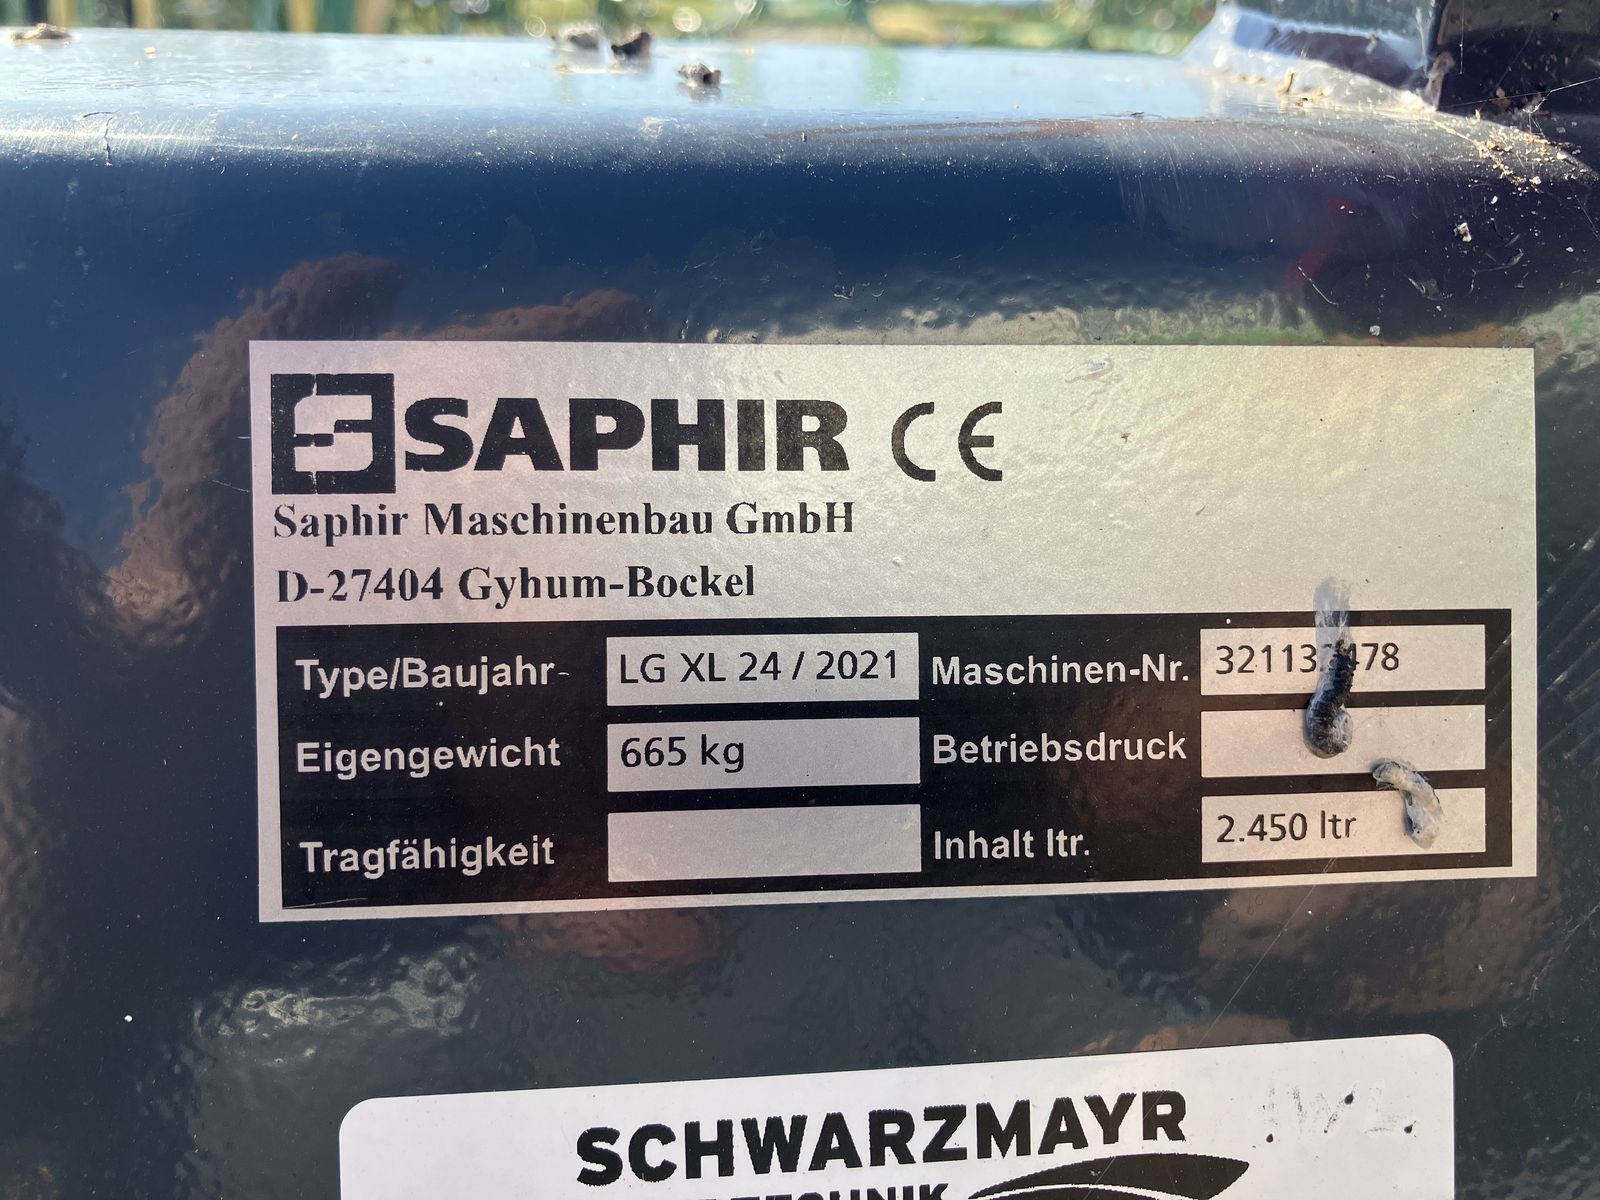 SAPHIR CE
Saphir Maschinenbau GmbH
D-27404 Gyhum-Bockel
Type/Baujahr LG XL 24 / 2021 Maschinen-Nr.
Eigengewicht 665 kg Betriebsdruck
Tragfähigkeit Inhalt ltr. 2.450 ltr
SCHWARZMAYR